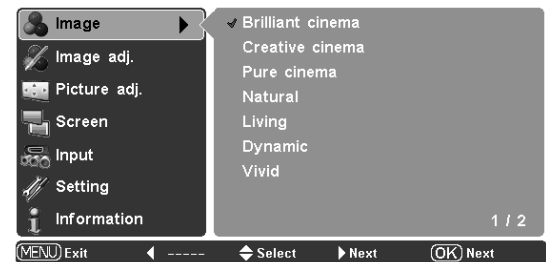 Image
Image adj.
Picture adj.
Screen
Input
Setting
Information
Brilliant cinema
Creative cinema
Pure cinema
Natural
Living
Dynamic
Vivid
1 / 2
MENU Exit ----- Select Next OK Next